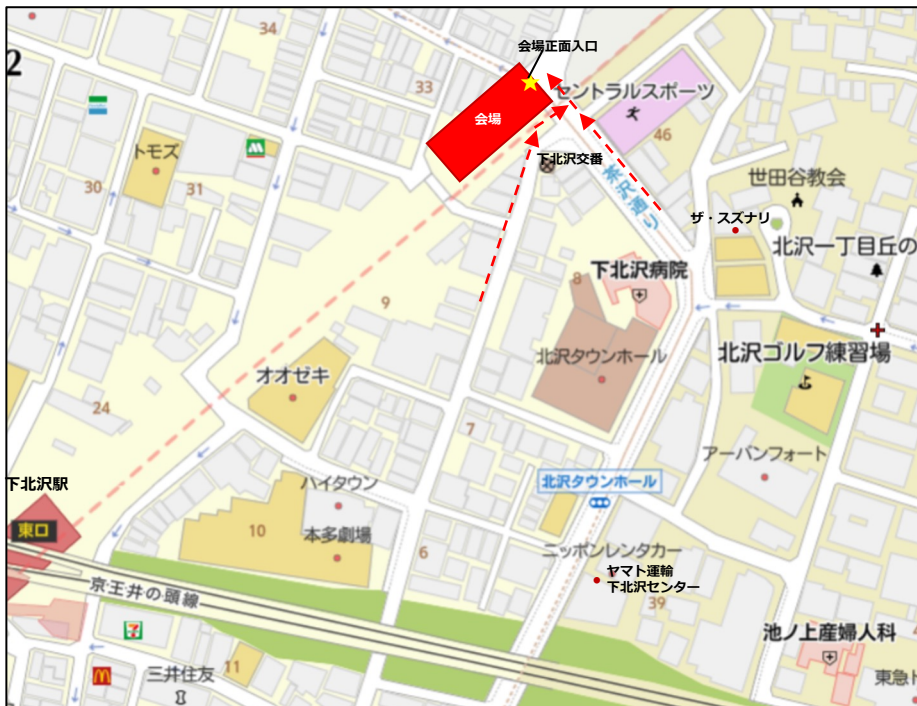 34
会場正面入口
2
33
セントラルスポーツ
会場
46
トモズ
下北沢交番
茶沢通り
世田谷教会
30
31
ザ・スズナリ
北沢一丁目丘の
下北沢病院
8
9
北沢タウンホール
北沢ゴルフ練習場
オオゼキ
24
7
アーバンフォート
下北沢駅
ハイタウン
北沢タウンホール
東口
10
本多劇場
6
ニッポンレンタカー
ヤマト運輸
下北沢センター
京王井の頭線
39
7
池ノ上産婦人科
三井住友
11
東急ト